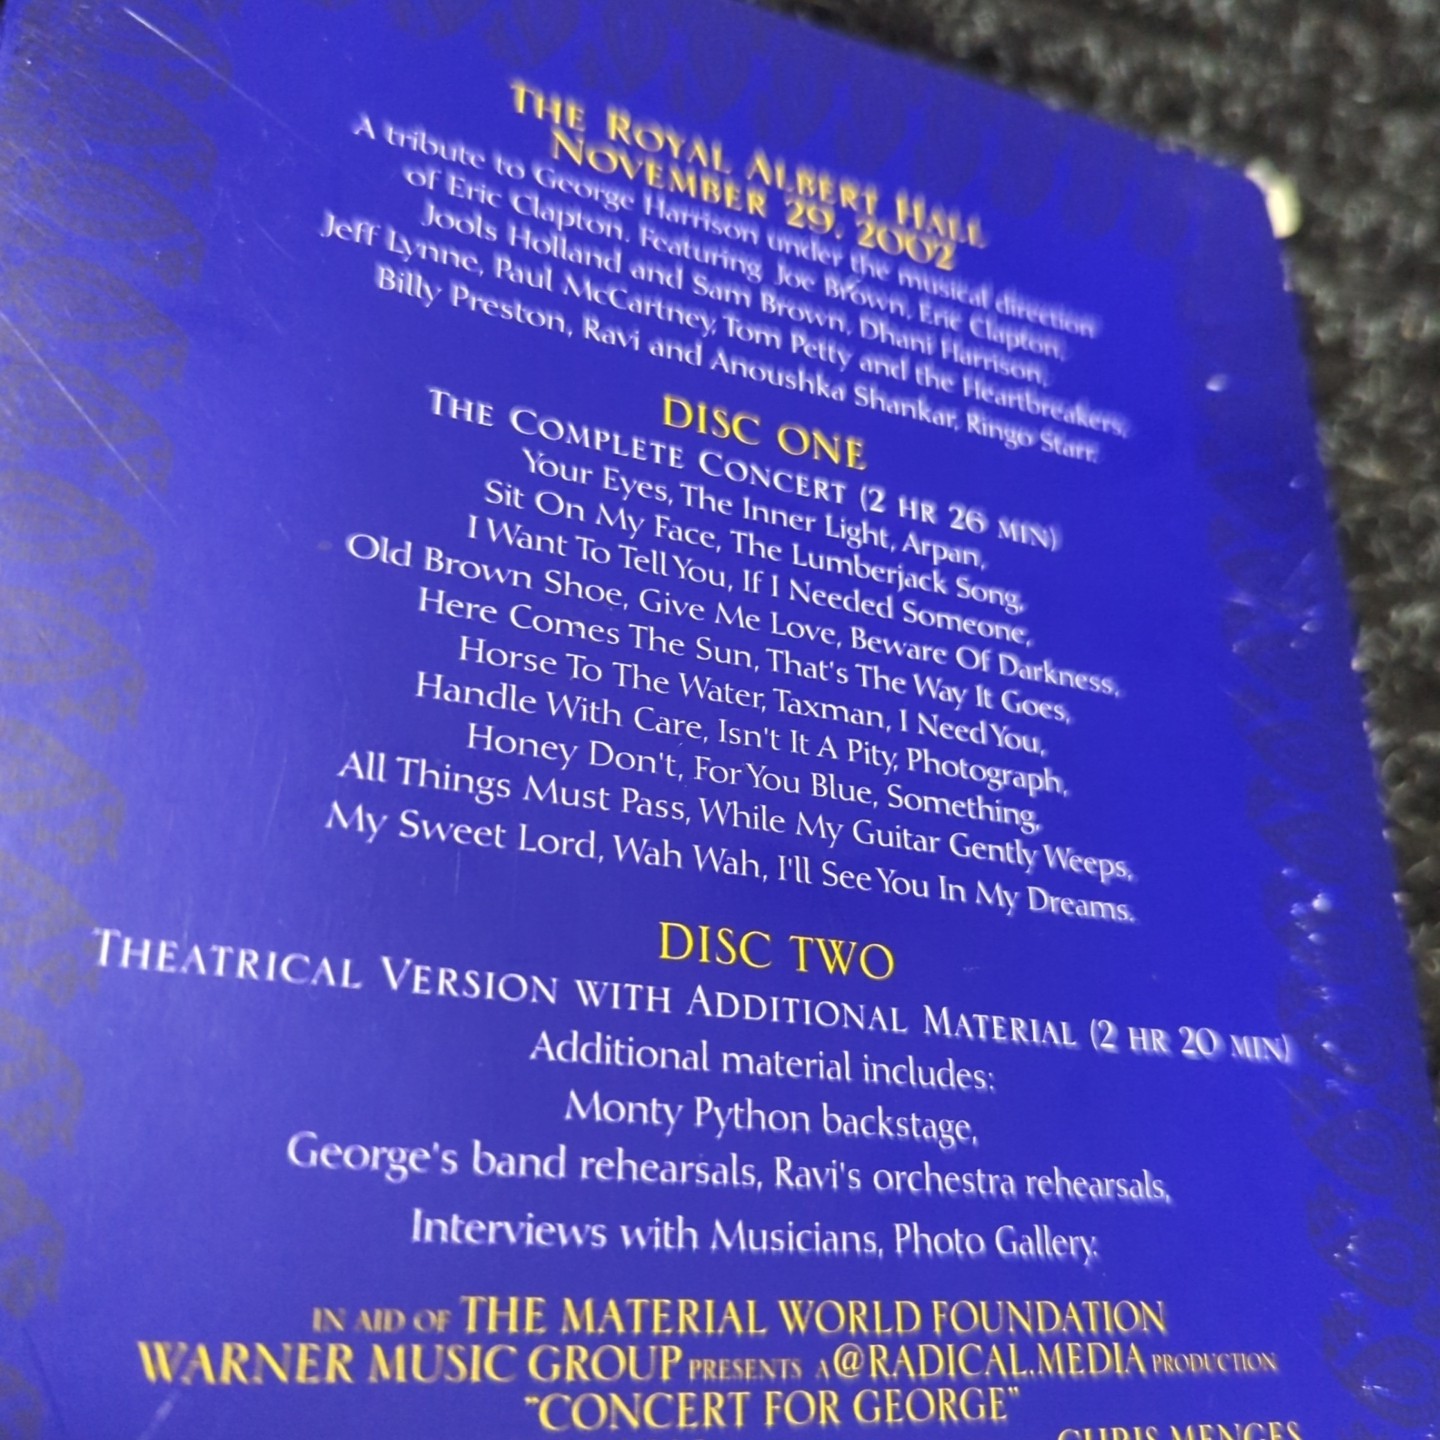 THE ROYAL ALBERT HALL
NOVEMBER 29, 2002
A tribute to George Harrison under the musical direction
of Eric Clapton. Featuring Joe Brown, Eric Clapton,
Jools Holland and Sam Brown, Dhani Harrison,
Jeff Lynne, Paul McCartney, Tom Petty and the Heartbreakers,
Billy Preston, Ravi and Anoushka Shankar, Ringo Starr.
DISC ONE
THE COMPLETE CONCERT (2 HR 26 MIN)
Your Eyes, The Inner Light, Arpan,
Sit On My Face, The Lumberjack Song,
I Want To Tell You, If I Needed Someone,
Old Brown Shoe, Give Me Love, Beware Of Darkness,
Here Comes The Sun, That's The Way It Goes,
Horse To The Water, Taxman, I Need You,
Handle With Care, Isn't It A Pity, Photograph,
Honey Don't, For You Blue, Something,
All Things Must Pass, While My Guitar Gently Weeps,
My Sweet Lord, Wah Wah, I'll See You In My Dreams.
DISC TWO
THEATRICAL VERSION WITH ADDITIONAL MATERIAL (2 HR 20 MIN)
Additional material includes:
Monty Python backstage,
George's band rehearsals, Ravi's orchestra rehearsals,
Interviews with Musicians, Photo Gallery.
IN AID OF THE MATERIAL WORLD FOUNDATION
WARNER MUSIC GROUP PRESENTS A @RADICAL.MEDIA PRODUCTION
"CONCERT FOR GEORGE"
CHRIS MENGES